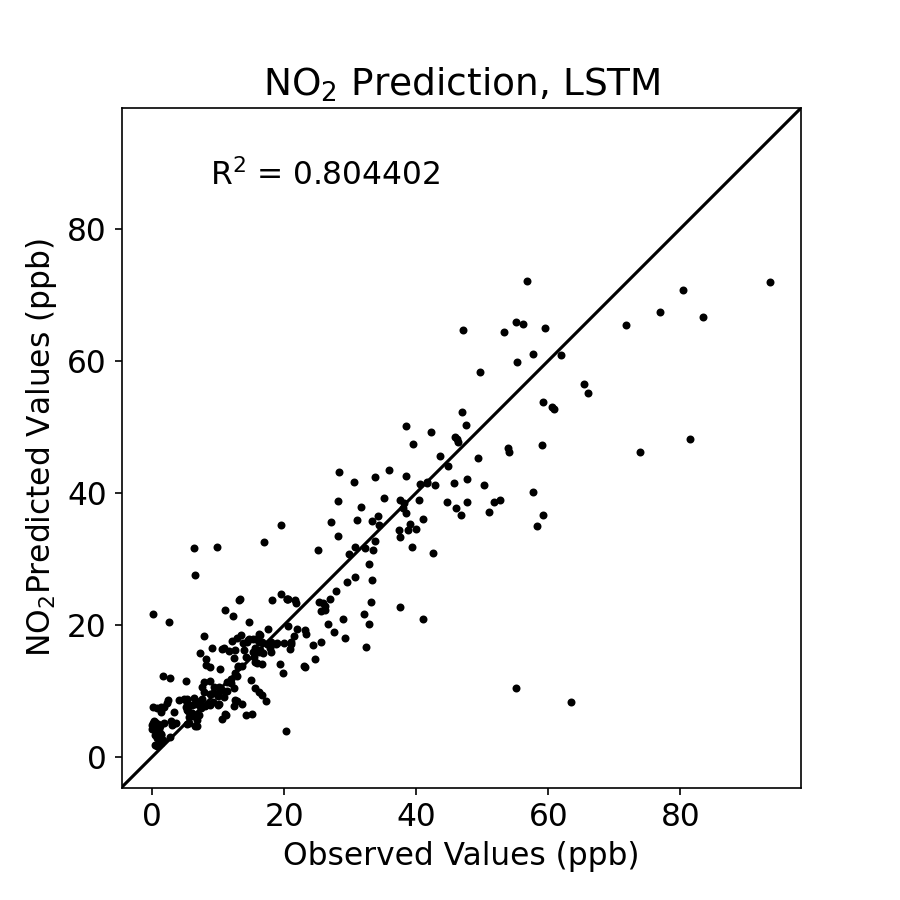 NO₂ Prediction, LSTM
R² = 0.804402
NO₂Predicted Values (ppb)
80
60
40
20
0
0 20 40 60 80
Observed Values (ppb)